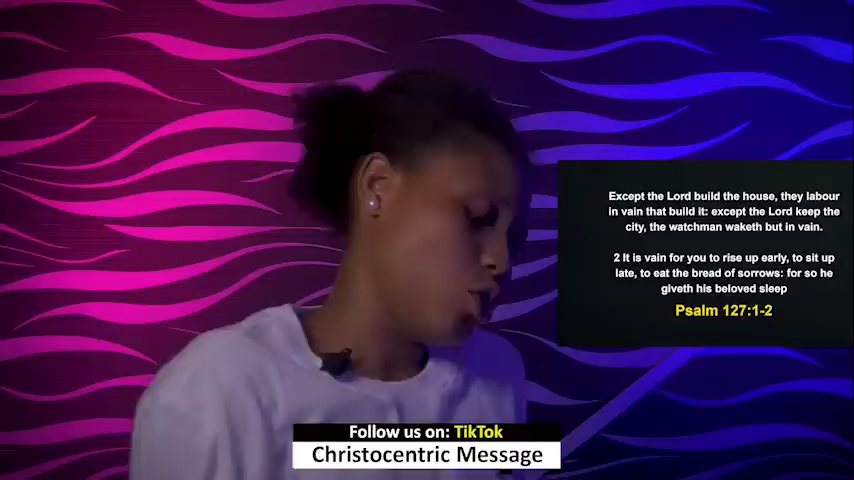 Except the Lord build the house, they labour
in vain that build it: except the Lord keep the
city, the watchman waketh but in vain.
2 It is vain for you to rise up early, to sit up
late, to eat the bread of sorrows: for so he
giveth his beloved sleep
Psalm 127:1-2
Follow us on: TikTok
Christocentric Message